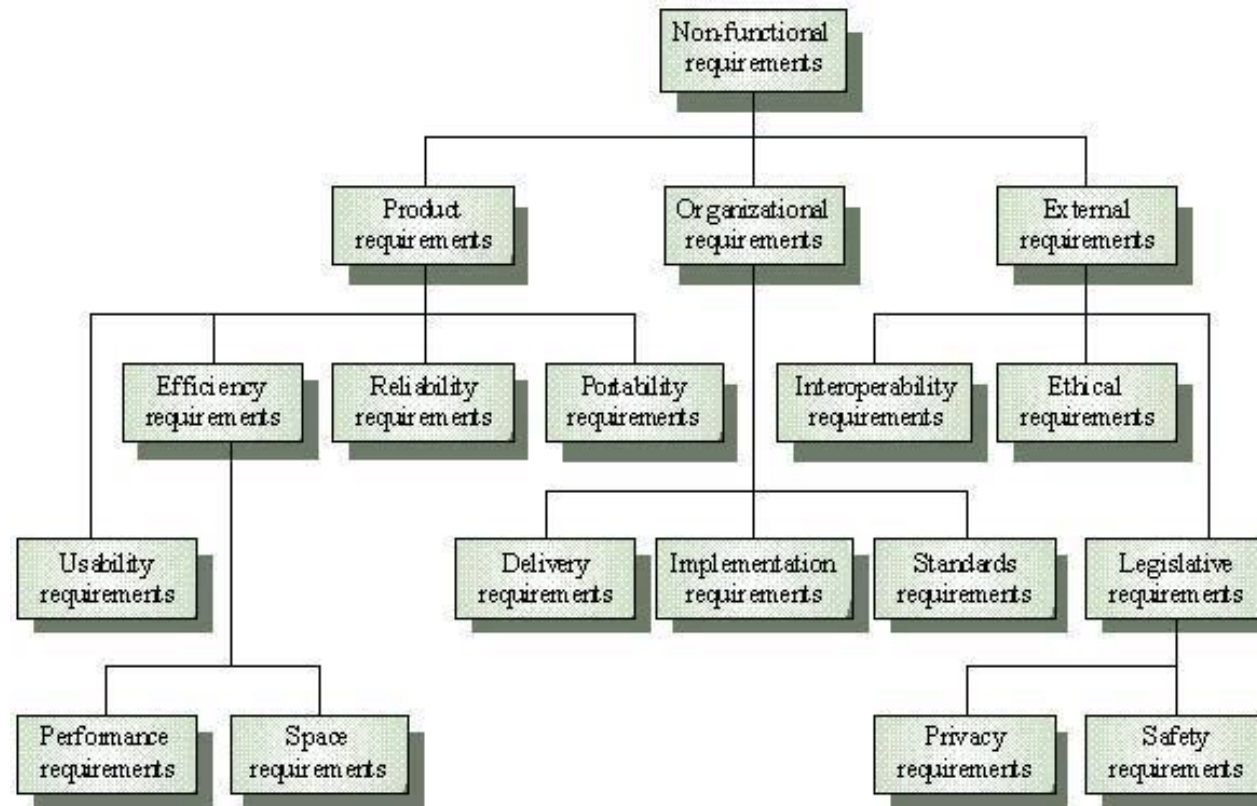 Non-functional
requirements
Product
requirements
Organizational
requirements
External
requirements
Efficiency
requirements
Reliability
requirements
Portability
requirements
Interoperability
requirements
Ethical
requirements
Usability
requirements
Delivery
requirements
Implementation
requirements
Standards
requirements
Legislative
requirements
Performance
requirements
Space
requirements
Privacy
requirements
Safety
requirements